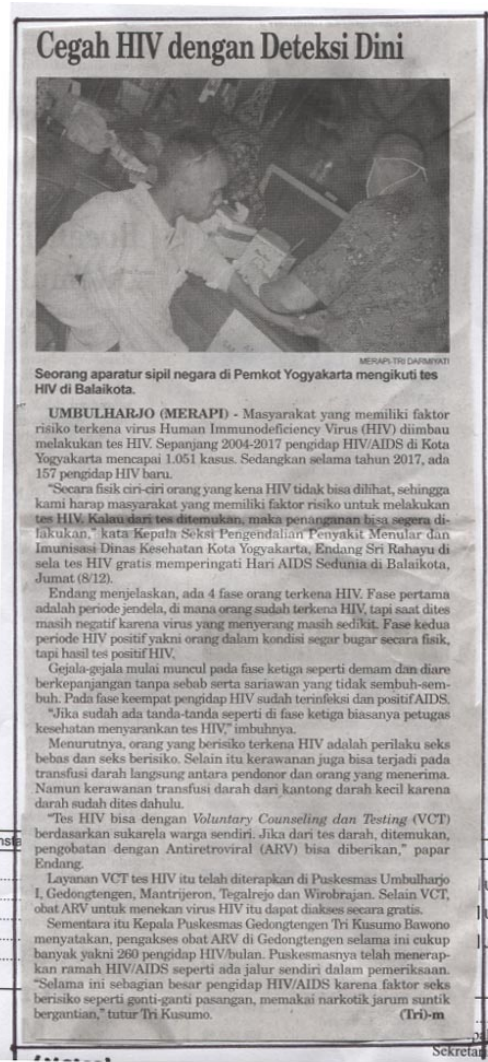 Cegah HIV dengan Deteksi Dini
MERAPI-TRI DARMIYATI
Seorang aparatur sipil negara di Pemkot Yogyakarta mengikuti tes
HIV di Balaikota.
UMBULHARJO (MERAPI) - Masyarakat yang memiliki faktor
risiko terkena virus Human Immunodeficiency Virus (HIV) diimbau
melakukan tes HIV. Sepanjang 2004-2017 pengidap HIV/AIDS di Kota
Yogyakarta mencapai 1.051 kasus. Sedangkan selama tahun 2017, ada
157 pengidap HIV baru.
"Secara fisik ciri-ciri orang yang kena HIV tidak bisa dilihat, sehingga
kami harap masyarakat yang memiliki faktor risiko untuk melakukan
tes HIV. Kalau dari tes ditemukan, maka penanganan bisa segera di-
lakukan," kata Kepala Seksi Pengendalian Penyakit Menular dan
Imunisasi Dinas Kesehatan Kota Yogyakarta, Endang Sri Rahayu di
sela tes HIV gratis memperingati Hari AIDS Sedunia di Balaikota,
Jumat (8/12).
Endang menjelaskan, ada 4 fase orang terkena HIV. Fase pertama
adalah periode jendela, di mana orang sudah terkena HIV, tapi saat dites
masih negatif karena virus yang menyerang masih sedikit. Fase kedua
periode HIV positif yakni orang dalam kondisi segar bugar secara fisik,
tapi hasil tes positif HIV,
Gejala-gejala mulai muncul pada fase ketiga seperti demam dan diare
berkepanjangan tanpa sebab serta sariawan yang tidak sembuh-sem-
buh. Pada fase keempat pengidap HIV sudah terinfeksi dan positif AIDS.
"Jika sudah ada tanda-tanda seperti di fase ketiga biasanya petugas
kesehatan menyarankan tes HIV," imbuhnya.
Menurutnya, orang yang berisiko terkena HIV adalah perilaku seks
bebas dan seks berisiko. Selain itu kerawanan juga bisa terjadi pada
transfusi darah langsung antara pendonor dan orang yang menerima.
Namun kerawanan transfusi darah dari kantong darah kecil karena
darah sudah dites dahulu.
"Tes HIV bisa dengan Voluntary Counseling dan Testing (VCT)
berdasarkan sukarela warga sendiri. Jika dari tes darah, ditemukan,
pengobatan dengan Antiretroviral (ARV) bisa diberikan," papar
Endang.
Layanan VCT tes HIV itu telah diterapkan di Puskesmas Umbulharjo
I, Gedongtengen, Mantrijeron, Tegalrejo dan Wirobrajan. Selain VCT,
obat ARV untuk menekan virus HIV itu dapat diakses secara gratis.
Sementara itu Kepala Puskesmas Gedongtengen Tri Kusumo Bawono
menyatakan, pengakses obat ARV di Gedongtengen selama ini cukup
banyak yakni 260 pengidap HIV/bulan. Puskesmasnya telah menerap-
kan ramah HIV/AIDS seperti ada jalur sendiri dalam pemeriksaan.
"Selama ini sebagian besar pengidap HIV/AIDS karena faktor seks
berisiko seperti gonti-ganti pasangan, memakai narkotik jarum suntik
bergantian," tutur Tri Kusumo. (Tri)-m
Sekretar